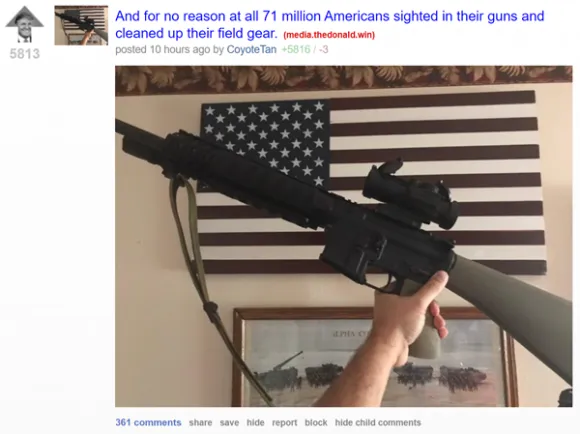 And for no reason at all 71 million Americans sighted in their guns and
cleaned up their field gear. (media.thedonald.win)
5813
posted 10 hours ago by CoyoteTan +5816 / -3
361 comments share save hide report block hide child comments